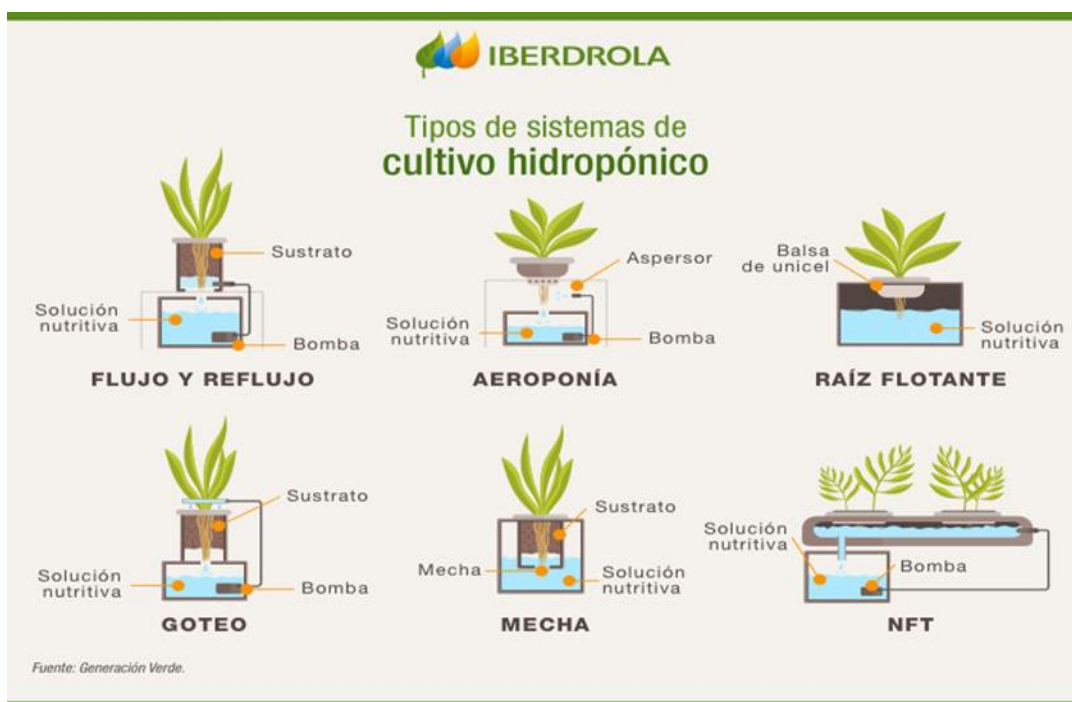 IBERDROLA
Tipos de sistemas de
cultivo hidropónico
Sustrato
Solución
nutritiva
Bomba
FLUJO Y REFLUJO
Aspersor
Solución
nutritiva
Bomba
AEROPONÍA
Balsa
de unicel
Solución
nutritiva
RAÍZ FLOTANTE
Sustrato
Solución
nutritiva
Bomba
GOTEO
Sustrato
Mecha
Solución
nutritiva
MECHA
Solución
nutritiva
Bomba
NFT
Fuente: Generación Verde.